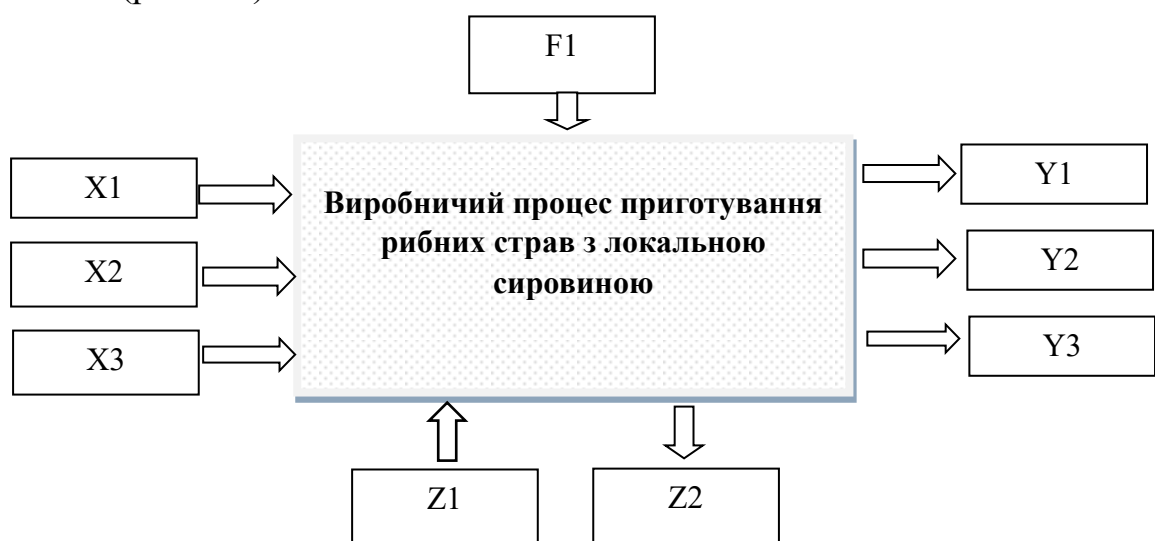 F1
X1
X2
X3
Виробничий процес приготування
рибних страв з локальною
сировиною
Y1
Y2
Y3
Z1
Z2